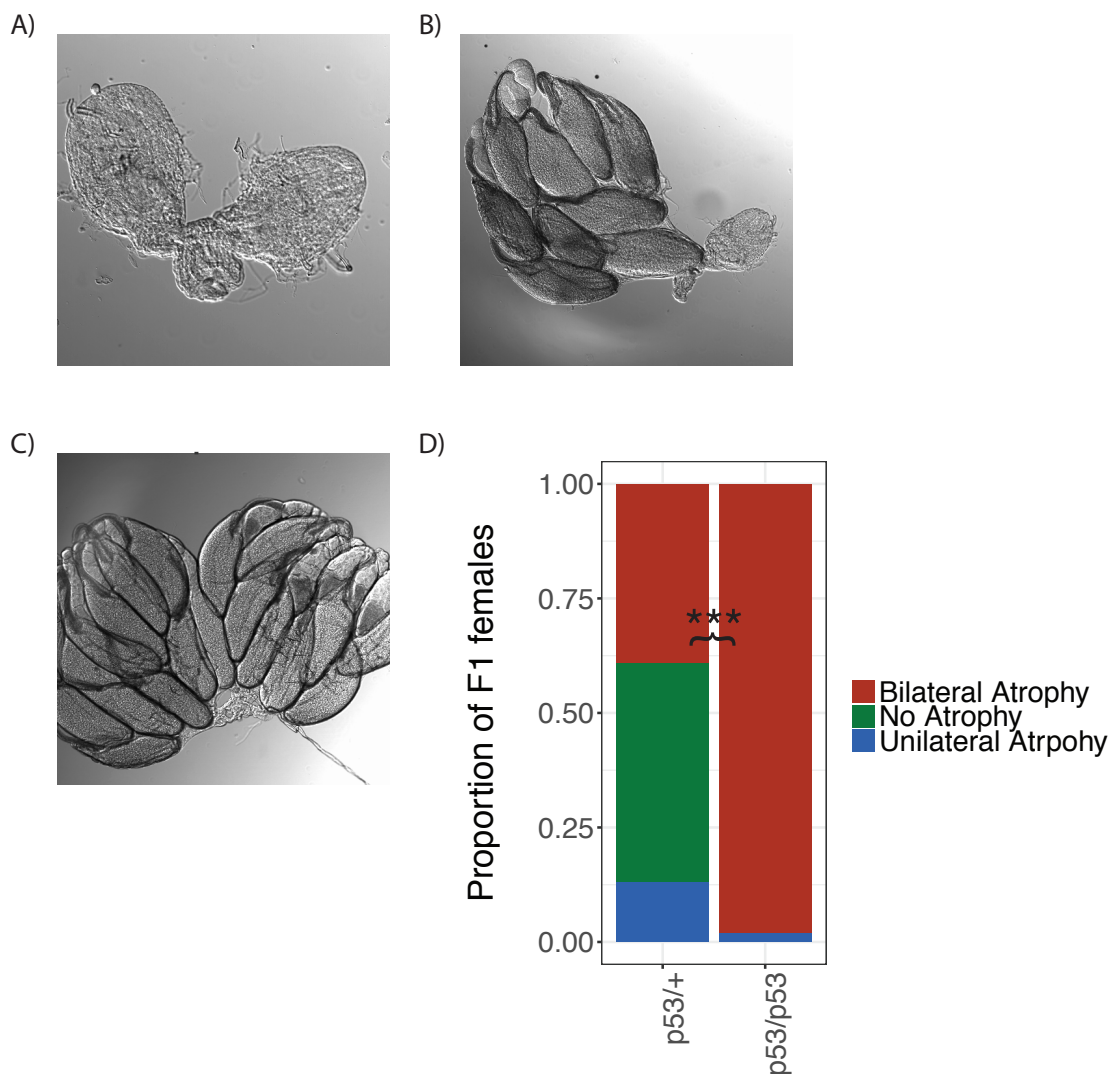 A)
B)
C)
D)
1.00
0.75
0.50
0.25
0.00
Proportion of F1 females
***
p53/+
p53/p53
Bilateral Atrophy
No Atrophy
Unilateral Atrpohy